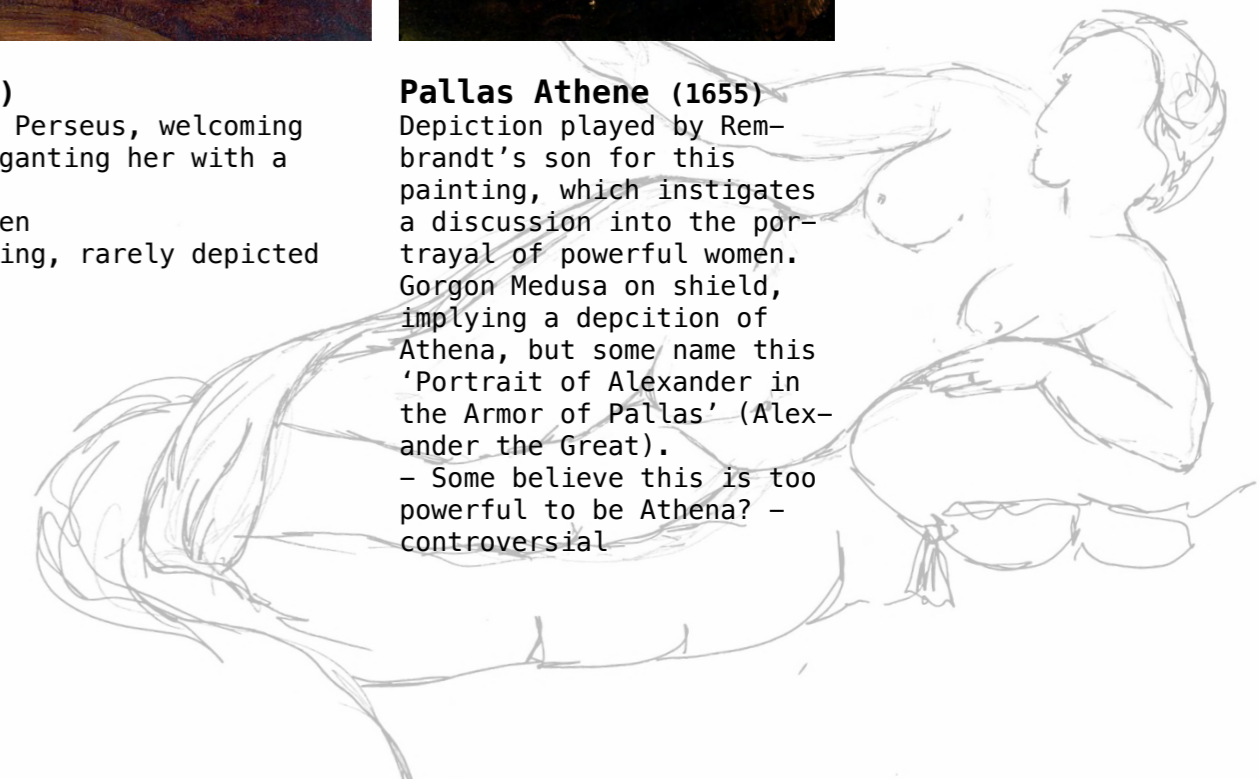 )
Perseus, welcoming
ganting her with a
en
ing, rarely depicted
Pallas Athene (1655)
Depiction played by Rem-
brandt’s son for this
painting, which instigates
a discussion into the por-
trayal of powerful women.
Gorgon Medusa on shield,
implying a depcition of
Athena, but some name this
‘Portrait of Alexander in
the Armor of Pallas’ (Alex-
ander the Great).
- Some believe this is too
powerful to be Athena? -
controversial